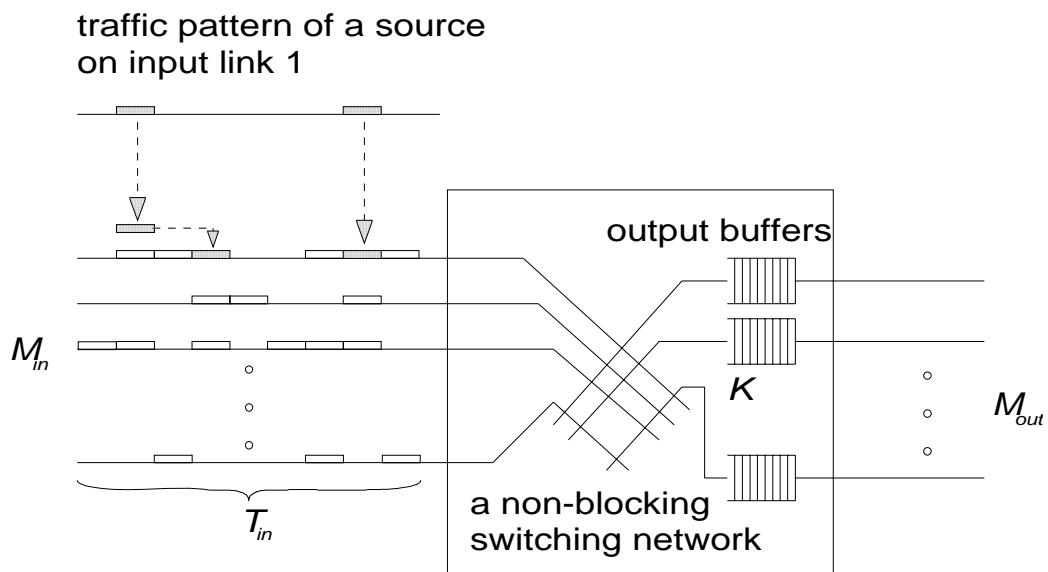 traffic pattern of a source
on input link 1
output buffers
M_in
K
M_out
T_in
a non-blocking
switching network